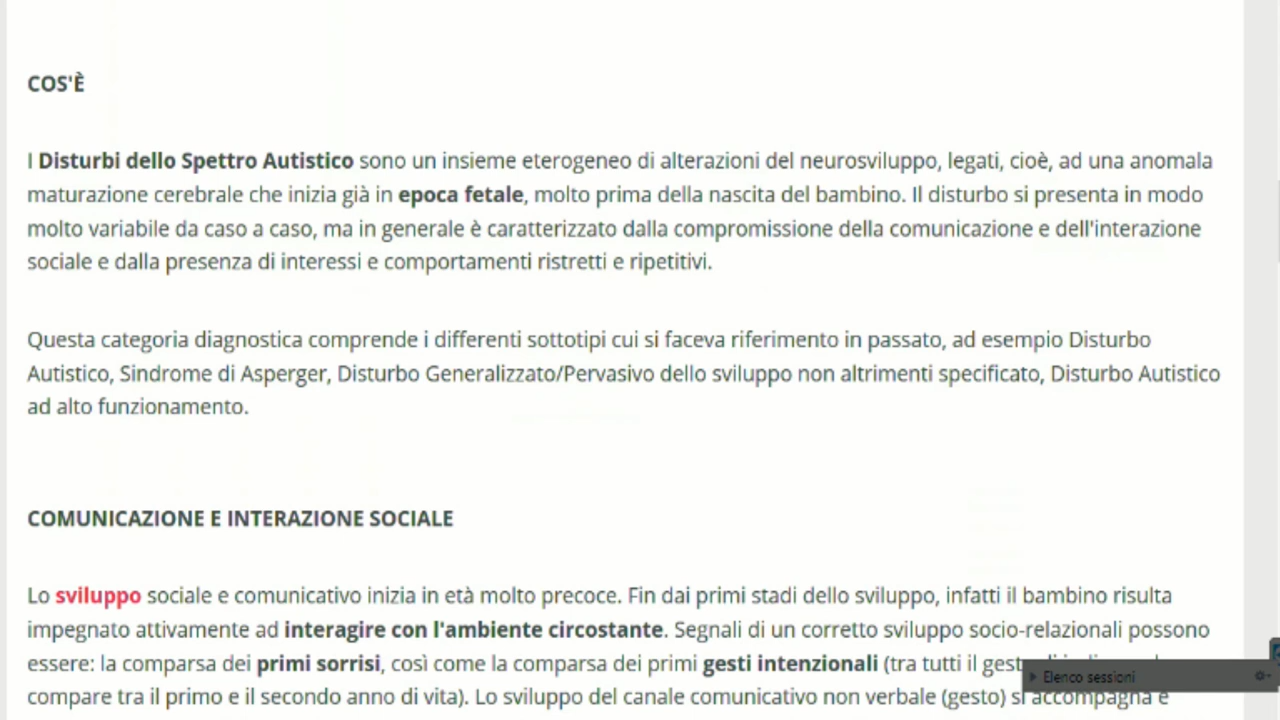 COS'È
I Disturbi dello Spettro Autistico sono un insieme eterogeneo di alterazioni del neurosviluppo, legati, cioè, ad una anomala
maturazione cerebrale che inizia già in epoca fetale, molto prima della nascita del bambino. Il disturbo si presenta in modo
molto variabile da caso a caso, ma in generale è caratterizzato dalla compromissione della comunicazione e dell'interazione
sociale e dalla presenza di interessi e comportamenti ristretti e ripetitivi.
Questa categoria diagnostica comprende i differenti sottotipi cui si faceva riferimento in passato, ad esempio Disturbo
Autistico, Sindrome di Asperger, Disturbo Generalizzato/Pervasivo dello sviluppo non altrimenti specificato, Disturbo Autistico
ad alto funzionamento.
COMUNICAZIONE E INTERAZIONE SOCIALE
Lo sviluppo sociale e comunicativo inizia in età molto precoce. Fin dai primi stadi dello sviluppo, infatti il bambino risulta
impegnato attivamente ad interagire con l'ambiente circostante. Segnali di un corretto sviluppo socio-relazionali possono
essere: la comparsa dei primi sorrisi, così come la comparsa dei primi gesti intenzionali (tra tutti il
compare tra il primo e il secondo anno di vita). Lo sviluppo del canale comunicativo non verbale (gesto) si accompagna e
Elenco sessioni